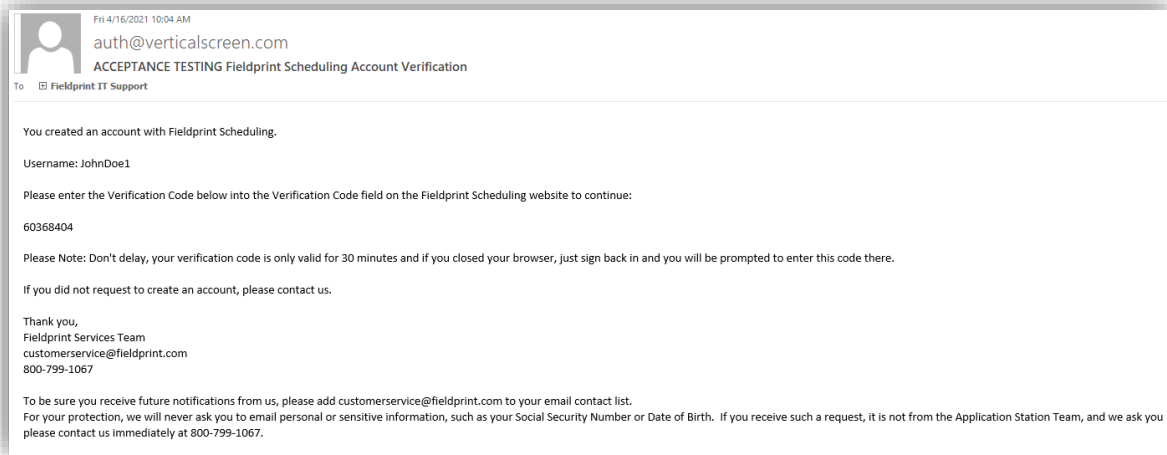 Fri 4/16/2021 10:04 AM
auth@verticalscreen.com
ACCEPTANCE TESTING Fieldprint Scheduling Account Verification
To Fieldprint IT Support
You created an account with Fieldprint Scheduling.
Username: JohnDoe1
Please enter the Verification Code below into the Verification Code field on the Fieldprint Scheduling website to continue:
60368404
Please Note: Don't delay, your verification code is only valid for 30 minutes and if you closed your browser, just sign back in and you will be prompted to enter this code there.
If you did not request to create an account, please contact us.
Thank you,
Fieldprint Services Team
customerservice@fieldprint.com
800-799-1067
To be sure you receive future notifications from us, please add customerservice@fieldprint.com to your email contact list.
For your protection, we will never ask you to email personal or sensitive information, such as your Social Security Number or Date of Birth.  If you receive such a request, it is not from the Application Station Team, and we ask you
please contact us immediately at 800-799-1067.